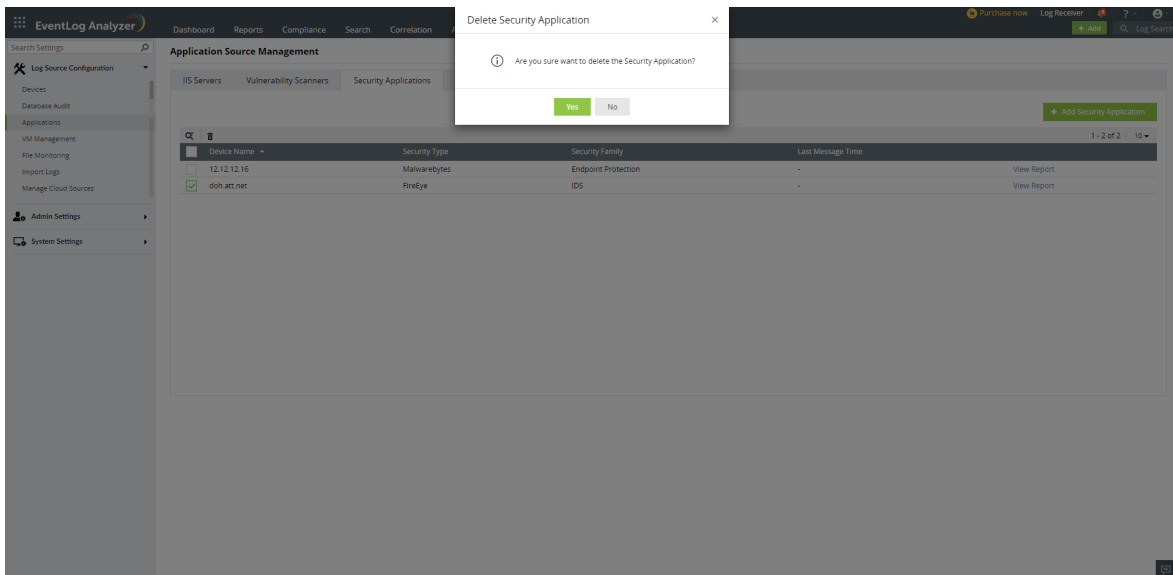 EventLog Analyzer
Dashboard Reports Compliance Search Correlation
Purchase now Log Receiver ?
+ Add Log Search
Search Settings
Log Source Configuration
Devices
Database Audit
Applications
VM Management
File Monitoring
Import Logs
Manage Cloud Sources
Admin Settings
System Settings
Application Source Management
IIS Servers Vulnerability Scanners Security Applications
Delete Security Application ×
Are you sure want to delete the Security Application?
Yes No
+ Add Security Application
1 - 2 of 2 10
Device Name Security Type Security Family Last Message Time
12.12.12.16 Malwarebytes Endpoint Protection - View Report
doh.att.net FireEye IDS - View Report